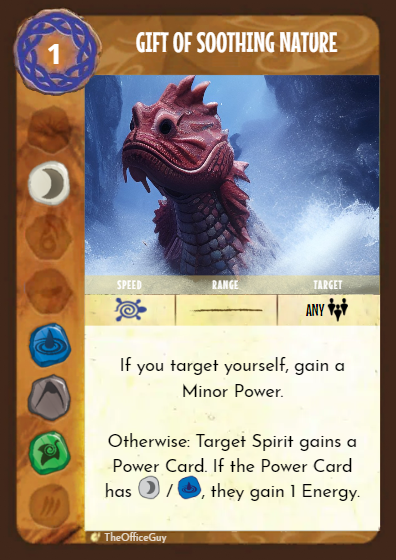 1
GIFT OF SOOTHING NATURE
SPEED RANGE TARGET
ANY
If you target yourself, gain a
Minor Power.
Otherwise: Target Spirit gains a
Power Card. If the Power Card
has / , they gain 1 Energy.
TheOfficeGuy